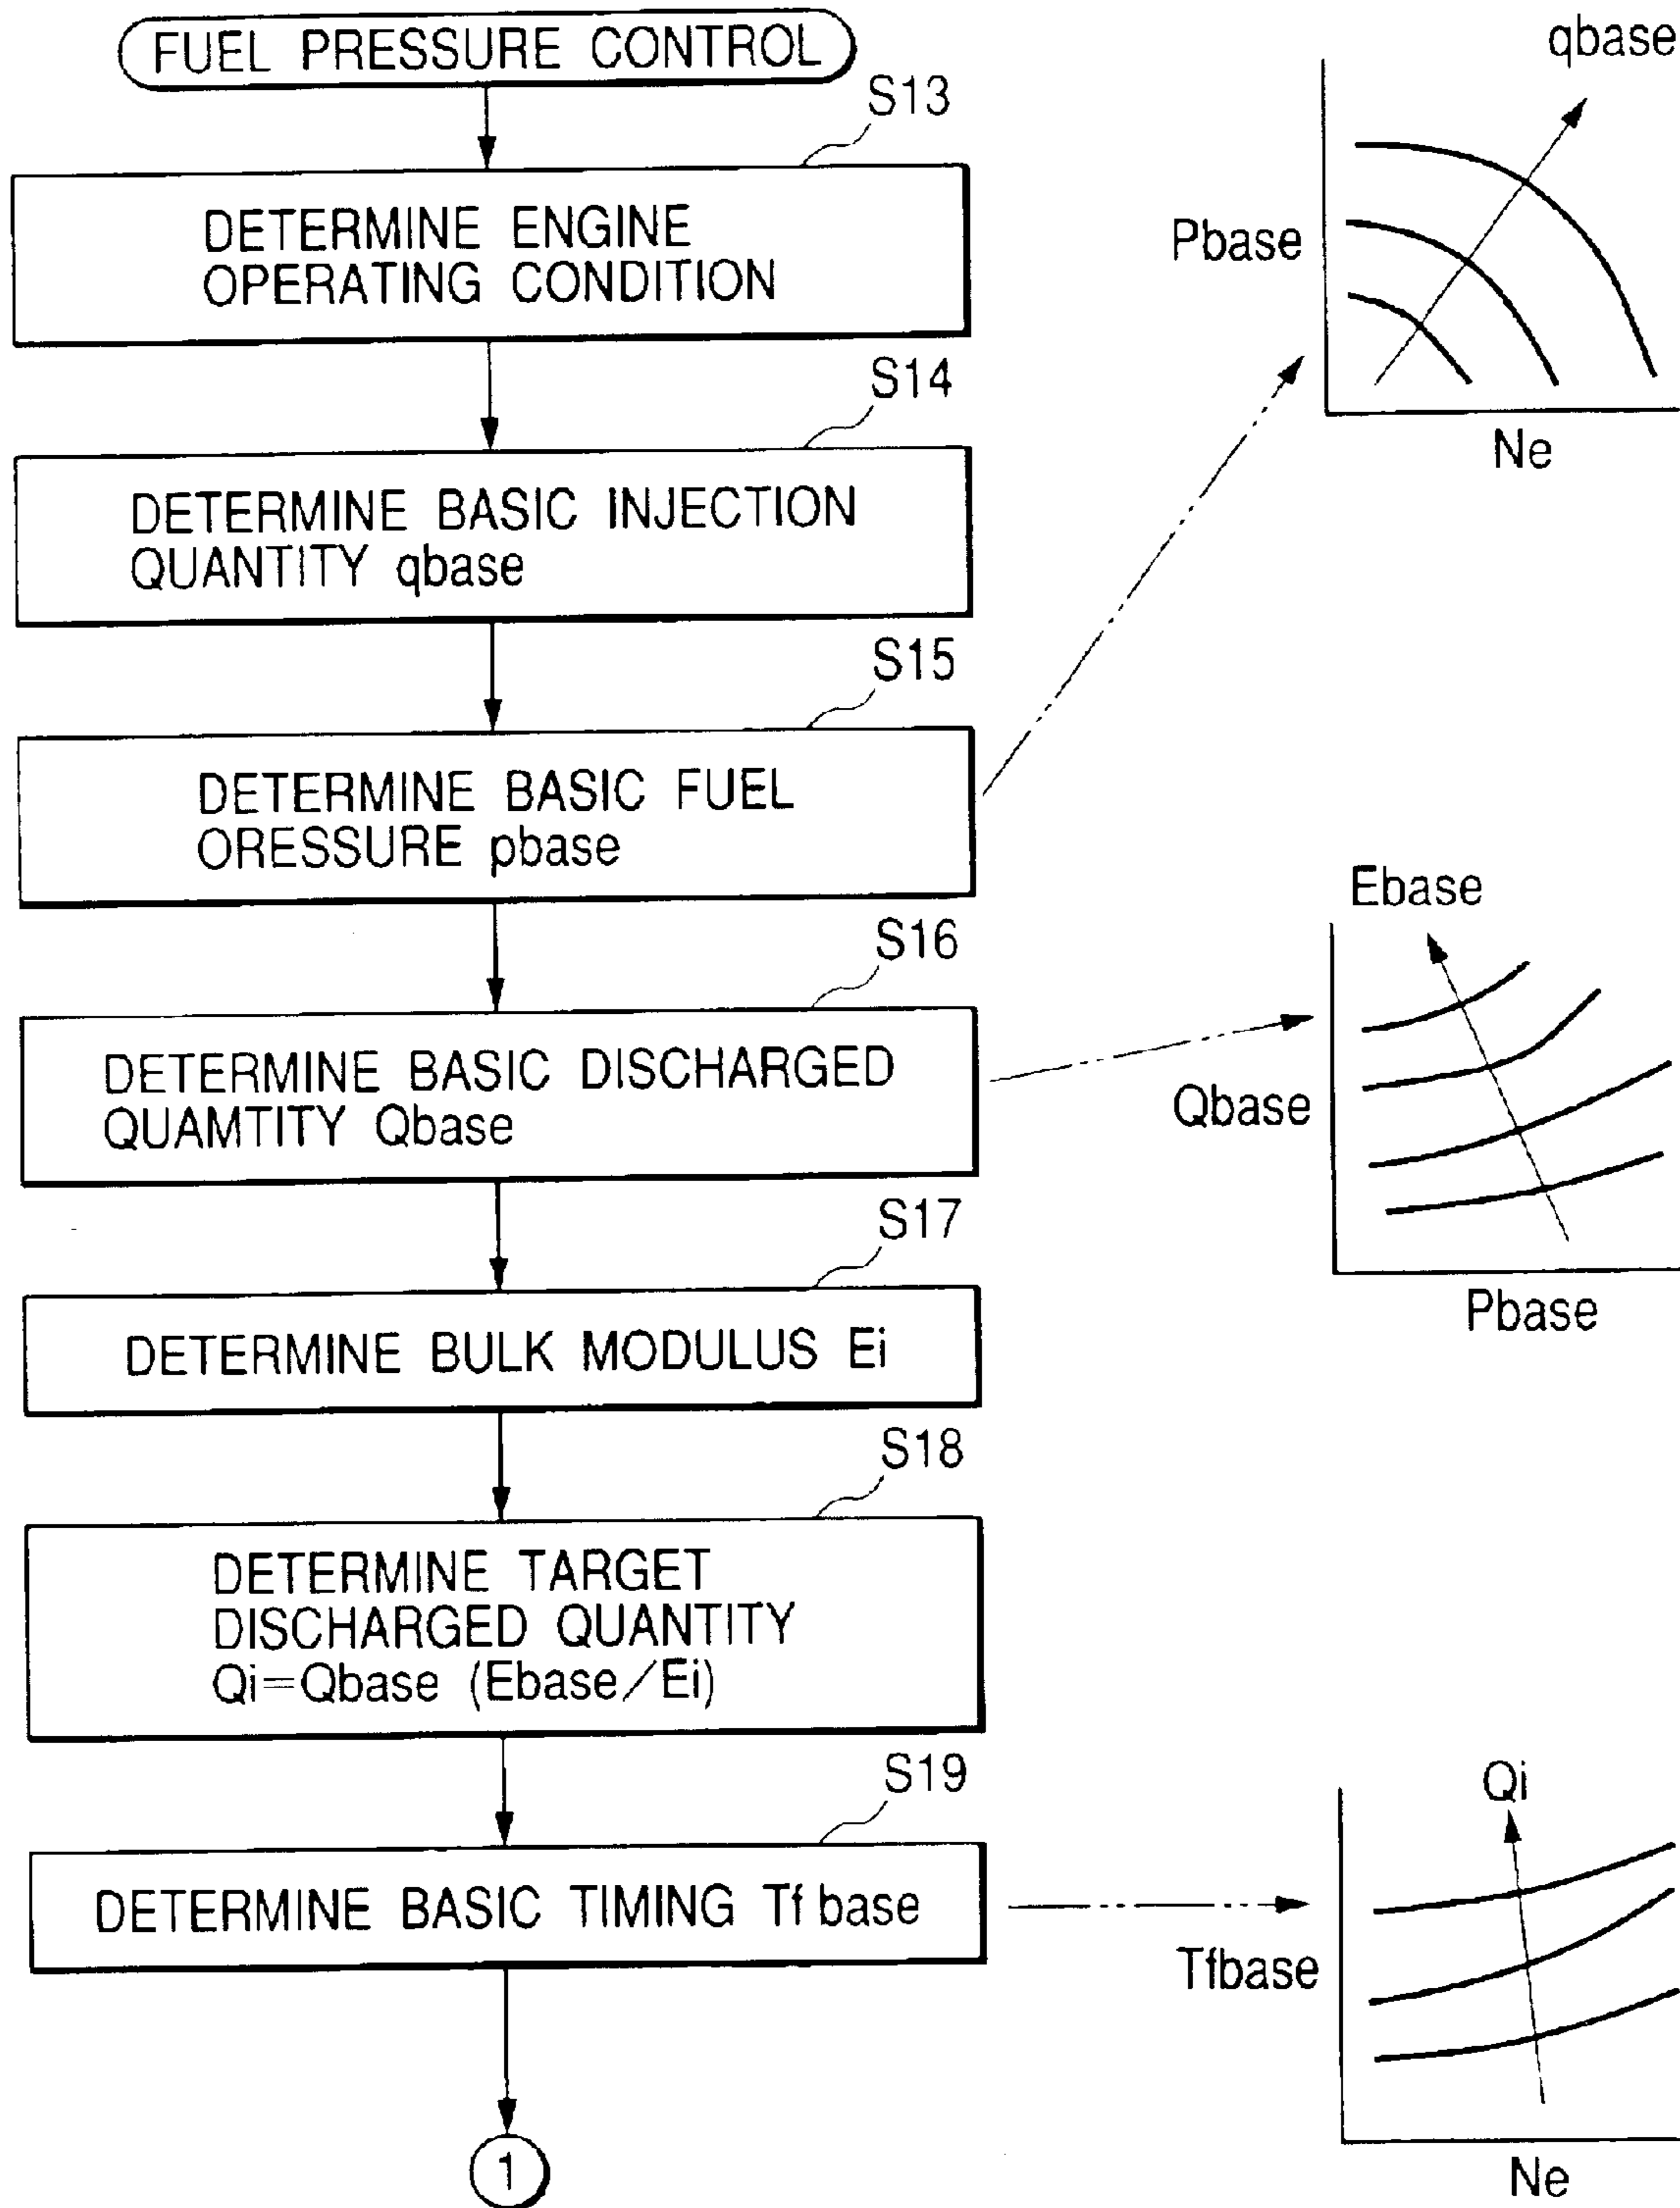 FUEL PRESSURE CONTROL
S13
DETERMINE ENGINE
OPERATING CONDITION
S14
DETERMINE BASIC INJECTION
QUANTITY qbase
S15
DETERMINE BASIC FUEL
ORESSURE pbase
S16
DETERMINE BASIC DISCHARGED
QUAMTITY Qbase
S17
DETERMINE BULK MODULUS Ei
S18
DETERMINE TARGET
DISCHARGED QUANTITY
Qi=Qbase (Ebase/Ei)
S19
DETERMINE BASIC TIMING Tf base
1
qbase
Pbase
Ne
Ebase
Qbase
Pbase
Qi
Tfbase
Ne